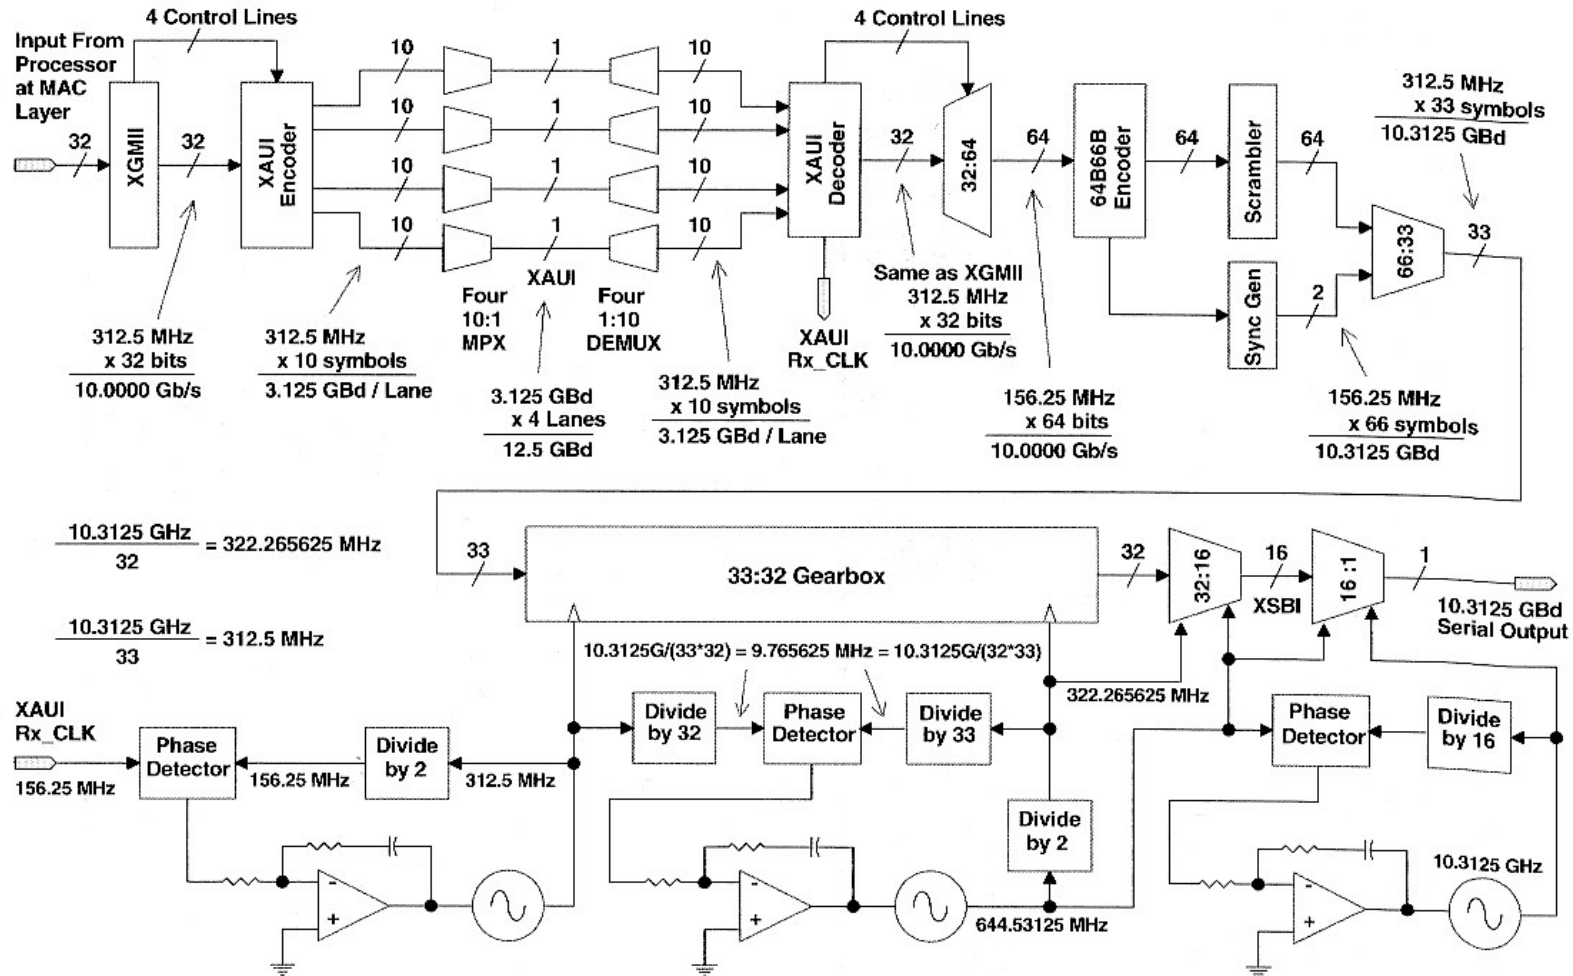 4 Control Lines
4 Control Lines
Input From
Processor
at MAC
Layer
32
XGMII
32
XAUI
Encoder
10
1
10
10
1
10
10
1
10
10
1
10
XAUI
Four
10:1
MPX
Four
1:10
DEMUX
XAUI
Decoder
XAUI
Rx_CLK
32
32:64
64
64B66B
Encoder
64
Scrambler
64
Sync Gen
2
66:33
33
312.5 MHz
x 33 symbols
10.3125 GBd
312.5 MHz
x 32 bits
10.0000 Gb/s
312.5 MHz
x 10 symbols
3.125 GBd / Lane
3.125 GBd
x 4 Lanes
12.5 GBd
312.5 MHz
x 10 symbols
3.125 GBd / Lane
Same as XGMII
312.5 MHz
x 32 bits
10.0000 Gb/s
156.25 MHz
x 64 bits
10.0000 Gb/s
156.25 MHz
x 66 symbols
10.3125 GBd
10.3125 GHz
32
= 322.265625 MHz
10.3125 GHz
33
= 312.5 MHz
33
33:32 Gearbox
32
32:16
16
XSBI
16 :1
1
10.3125 GBd
Serial Output
10.3125G/(33*32) = 9.765625 MHz = 10.3125G/(32*33)
322.265625 MHz
XAUI
Rx_CLK
156.25 MHz
Phase
Detector
156.25 MHz
Divide
by 2
312.5 MHz
Divide
by 32
Phase
Detector
Divide
by 33
Divide
by 2
Phase
Detector
Divide
by 16
-
+
-
+
644.53125 MHz
-
+
10.3125 GHz